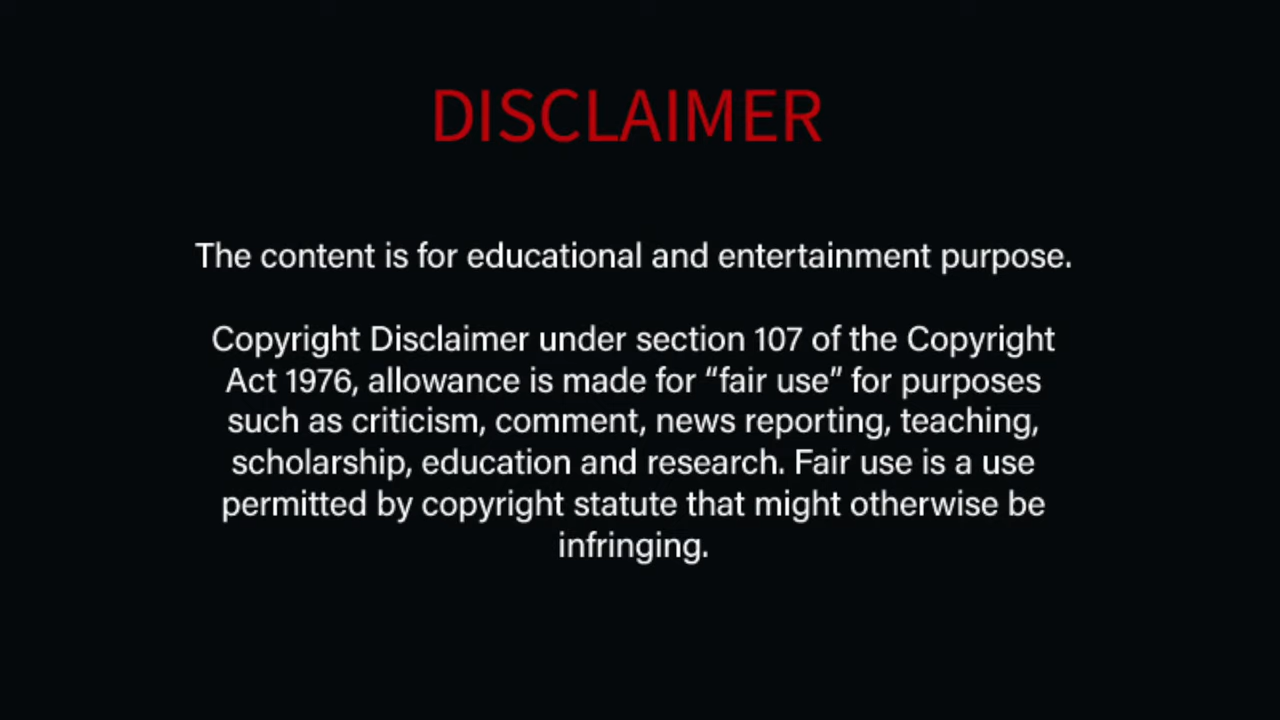 DISCLAIMER
The content is for educational and entertainment purpose.
Copyright Disclaimer under section 107 of the Copyright
Act 1976, allowance is made for “fair use” for purposes
such as criticism, comment, news reporting, teaching,
scholarship, education and research. Fair use is a use
permitted by copyright statute that might otherwise be
infringing.